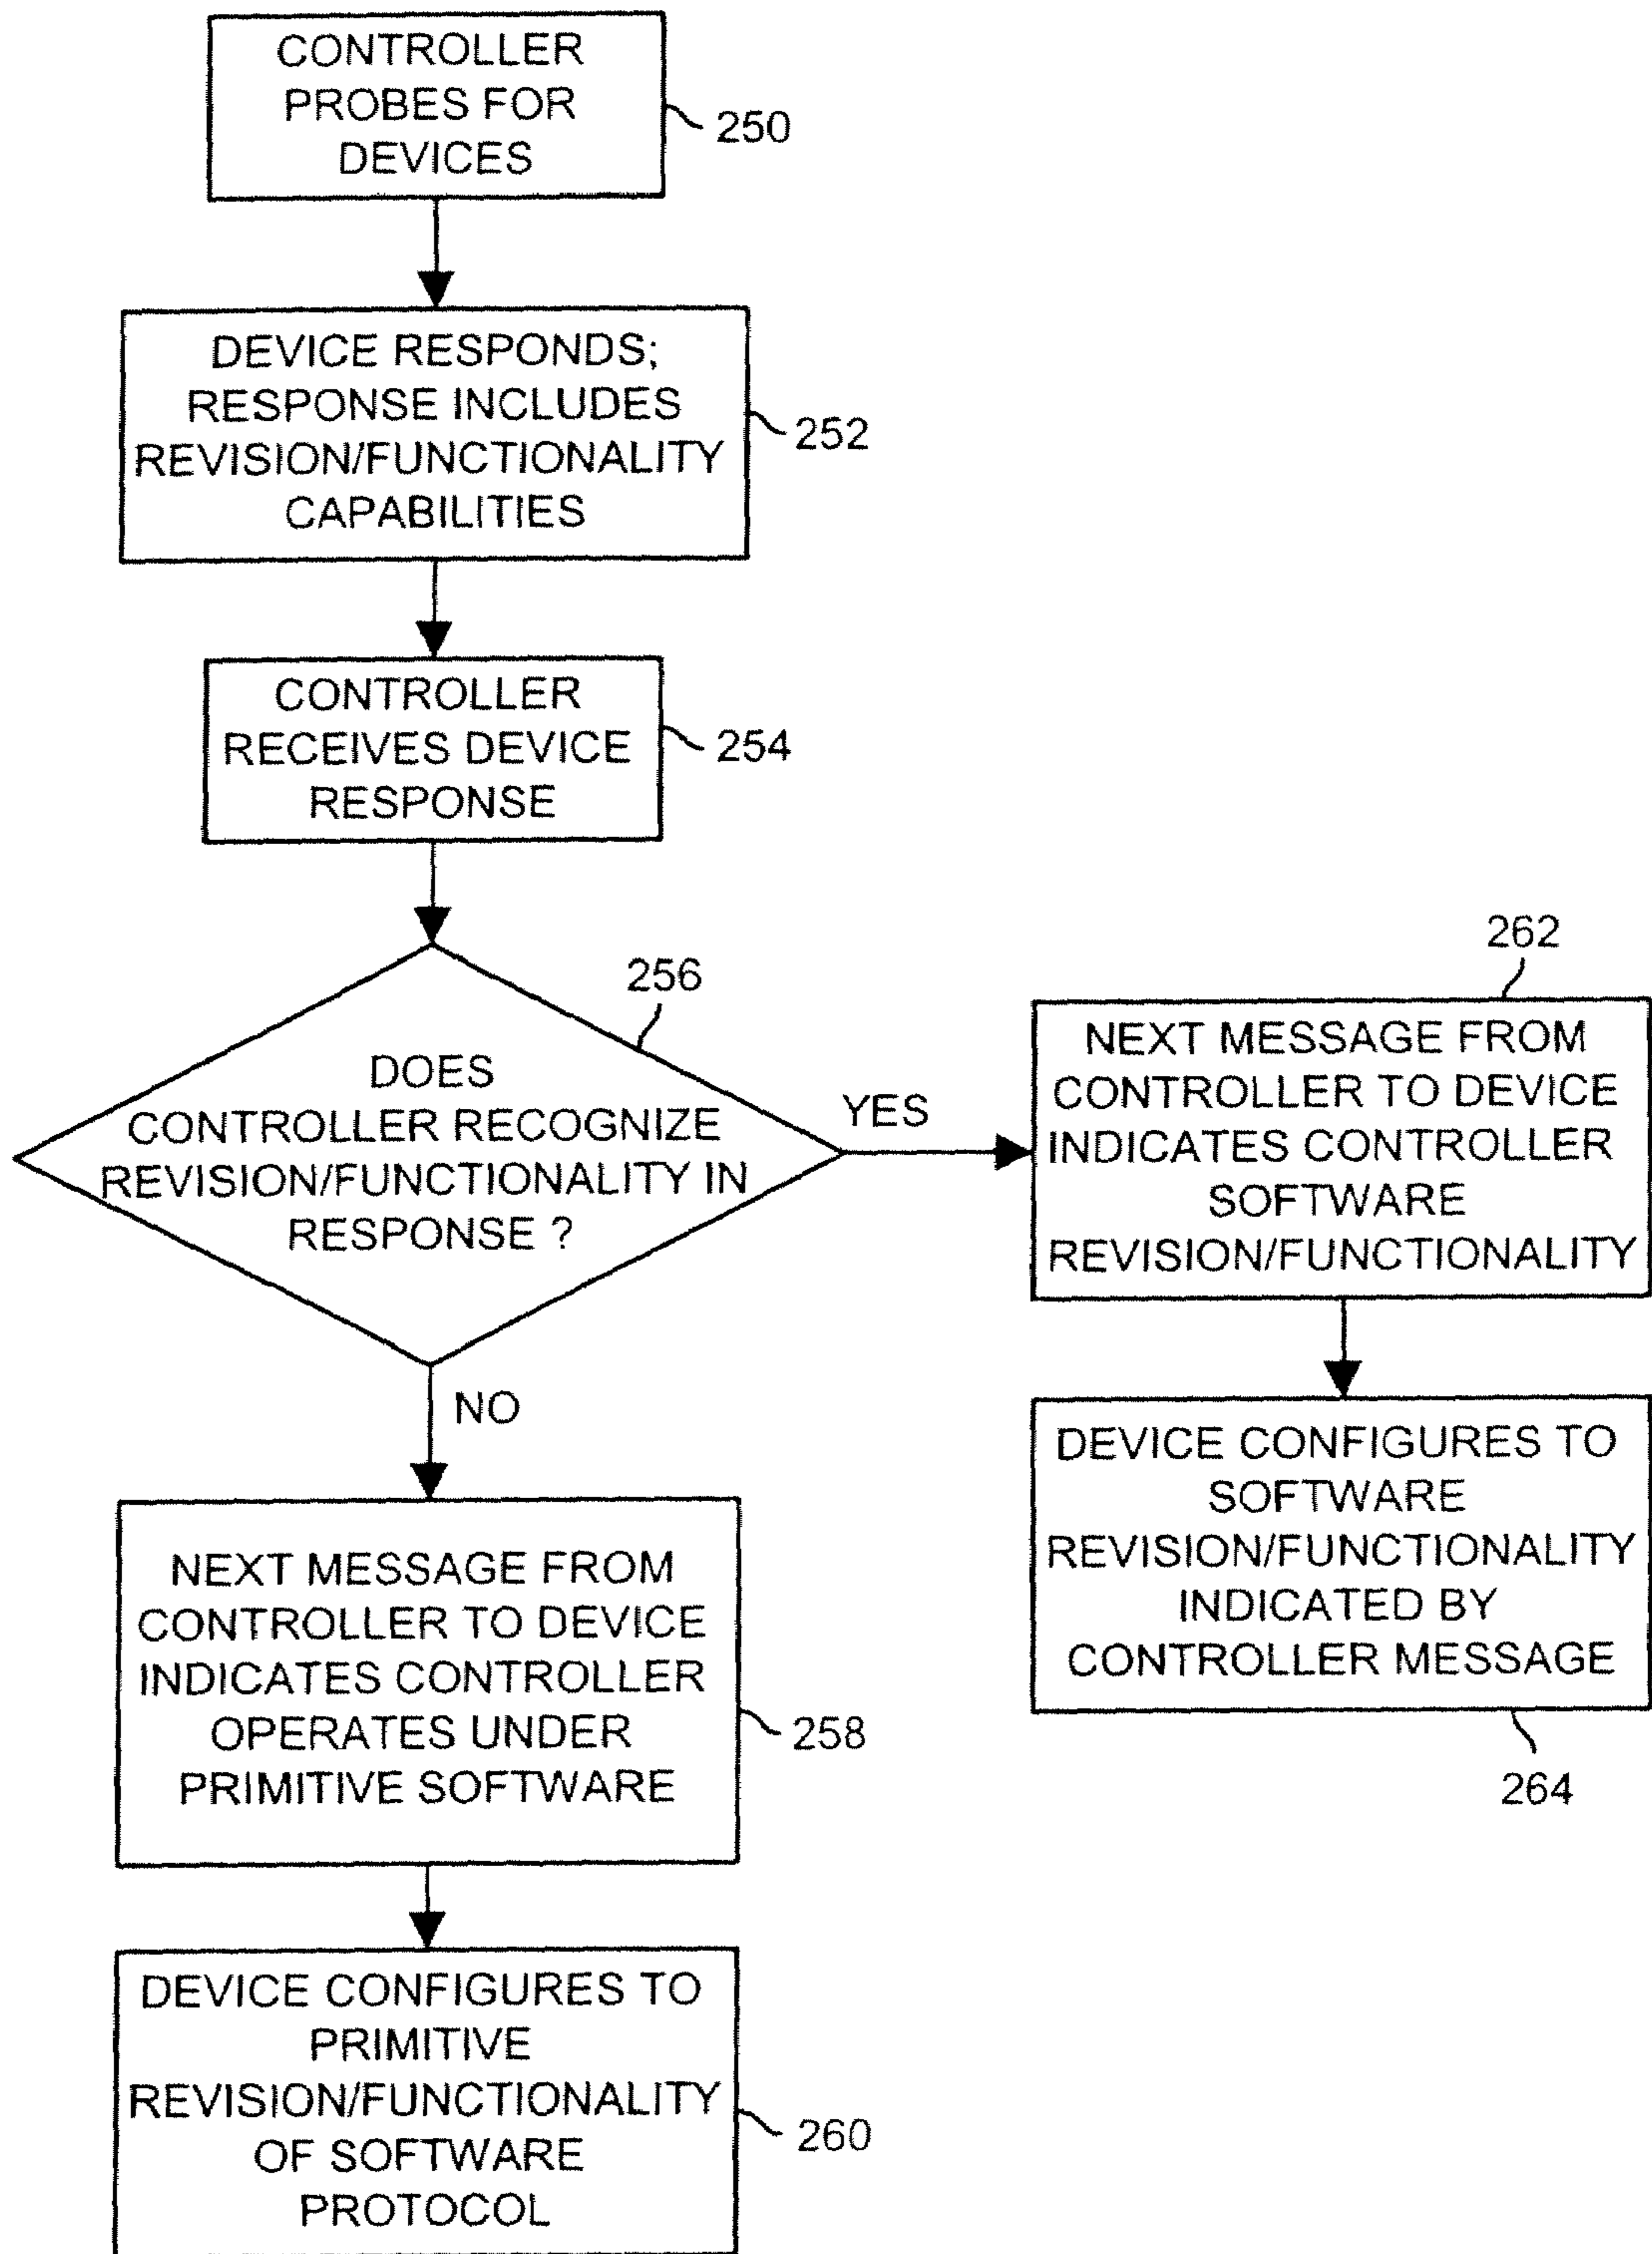 CONTROLLER
PROBES FOR
DEVICES
250
DEVICE RESPONDS;
RESPONSE INCLUDES
REVISION/FUNCTIONALITY
CAPABILITIES
252
CONTROLLER
RECEIVES DEVICE
RESPONSE
254
256
DOES
CONTROLLER RECOGNIZE
REVISION/FUNCTIONALITY IN
RESPONSE ?
YES
262
NEXT MESSAGE FROM
CONTROLLER TO DEVICE
INDICATES CONTROLLER
SOFTWARE
REVISION/FUNCTIONALITY
DEVICE CONFIGURES TO
SOFTWARE
REVISION/FUNCTIONALITY
INDICATED BY
CONTROLLER MESSAGE
264
NO
NEXT MESSAGE FROM
CONTROLLER TO DEVICE
INDICATES CONTROLLER
OPERATES UNDER
PRIMITIVE SOFTWARE
258
DEVICE CONFIGURES TO
PRIMITIVE
REVISION/FUNCTIONALITY
OF SOFTWARE
PROTOCOL
260